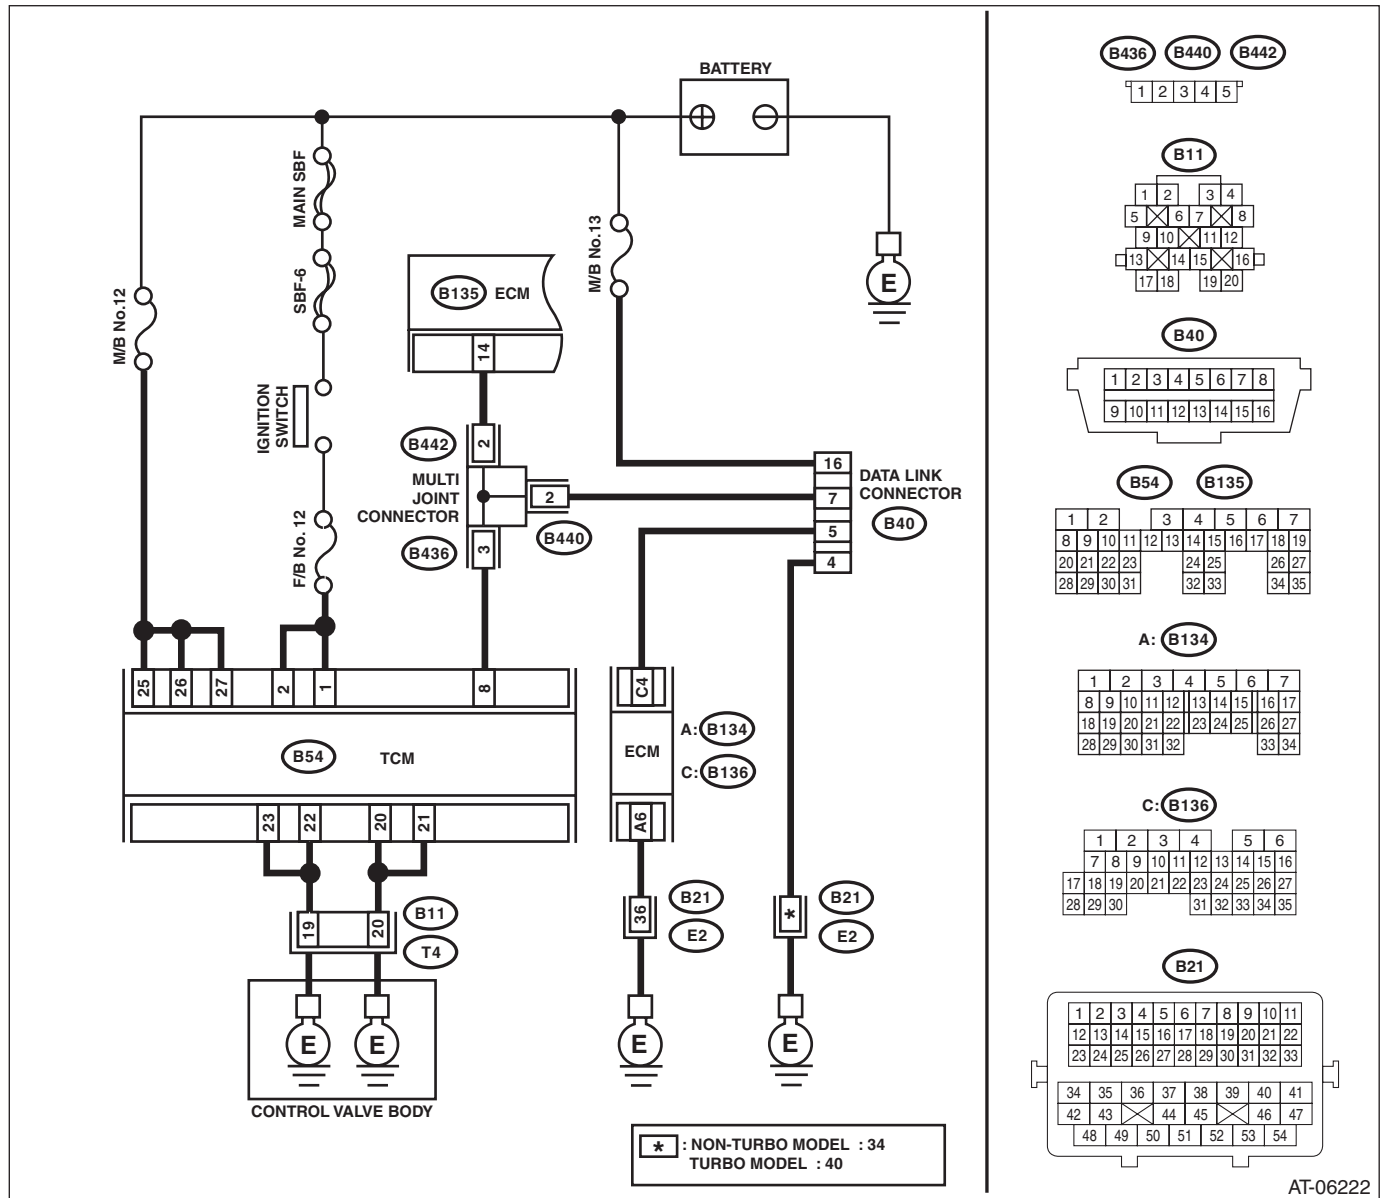 BATTERY
MAIN SBF
SBF-6
M/B No.12
M/B No.13
IGNITION
SWITCH
F/B No. 12
B135 ECM
14
B442
2
MULTI
JOINT
CONNECTOR
2
B440
B436
3
16
7
5
4
DATA LINK
CONNECTOR
B40
E
25 26 27 2 1 8
B54 TCM
23 22 20 21
C4
ECM
A: B134
C: B136
A6
B11
T4
19 20
36
B21
E2
*
B21
E2
E E
E
E
CONTROL VALVE BODY
* : NON-TURBO MODEL : 34
TURBO MODEL : 40
B436 B440 B442
1 2 3 4 5
B11
1 2 3 4
5 6 7 8
9 10 11 12
13 14 15 16
17 18 19 20
B40
1 2 3 4 5 6 7 8
9 10 11 12 13 14 15 16
B54 B135
1 2 3 4 5 6 7
8 9 10 11 12 13 14 15 16 17 18 19
20 21 22 23 24 25 26 27
28 29 30 31 32 33 34 35
A: B134
1 2 3 4 5 6 7
8 9 10 11 12 13 14 15 16 17
18 19 20 21 22 23 24 25 26 27
28 29 30 31 32 33 34
C: B136
1 2 3 4 5 6
7 8 9 10 11 12 13 14 15 16
17 18 19 20 21 22 23 24 25 26 27
28 29 30 31 32 33 34 35
B21
1 2 3 4 5 6 7 8 9 10 11
12 13 14 15 16 17 18 19 20 21 22
23 24 25 26 27 28 29 30 31 32 33
34 35 36 37 38 39 40 41
42 43 44 45 46 47
48 49 50 51 52 53 54
AT-06222